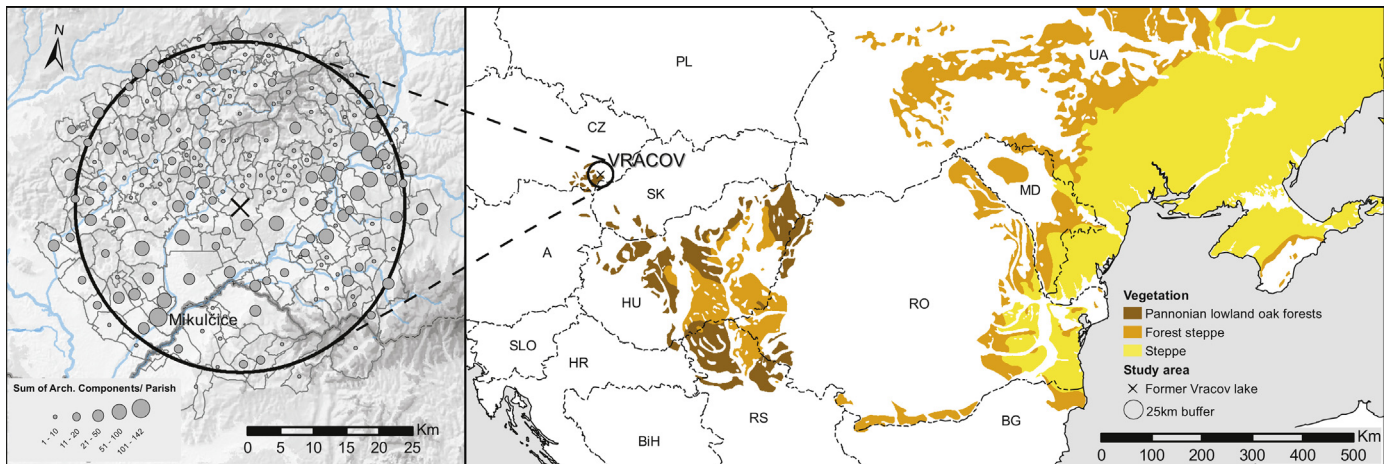 N
Mikulčice
Sum of Arch. Components/ Parish
1 - 10
11 - 20
21 - 50
51 - 100
101 - 142
Km
0 5 10 15 20 25
PL
UA
CZ
VRACOV
SK
MD
A
HU
RO
SLO
HR
RS
BiH
BG
Vegetation
Pannonian lowland oak forests
Forest steppe
Steppe
Study area
Former Vracov lake
25km buffer
Km
0 100 200 300 400 500